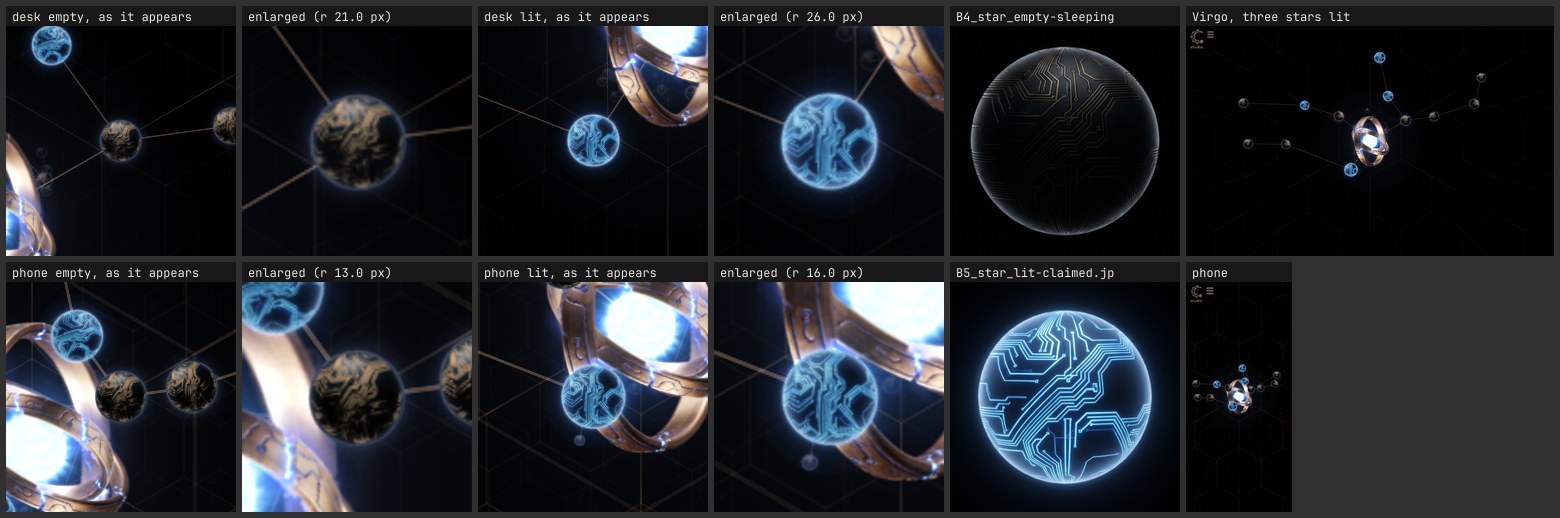 desk empty, as it appears
enlarged (r 21.0 px)
desk lit, as it appears
enlarged (r 26.0 px)
B4_star_empty-sleeping
Virgo, three stars lit
studio
phone empty, as it appears
enlarged (r 13.0 px)
phone lit, as it appears
enlarged (r 16.0 px)
B5_star_lit-claimed.jp
phone
studio